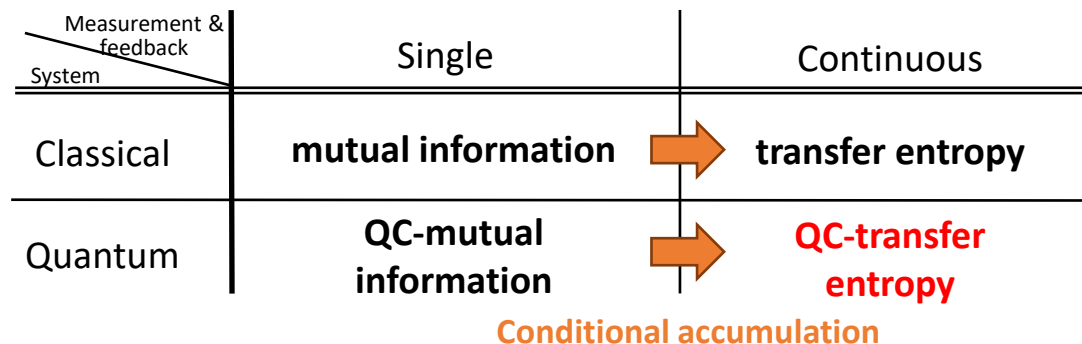 Measurement &
feedback
System
Single
Continuous
Classical
mutual information
transfer entropy
Quantum
QC-mutual
information
QC-transfer
entropy
Conditional accumulation